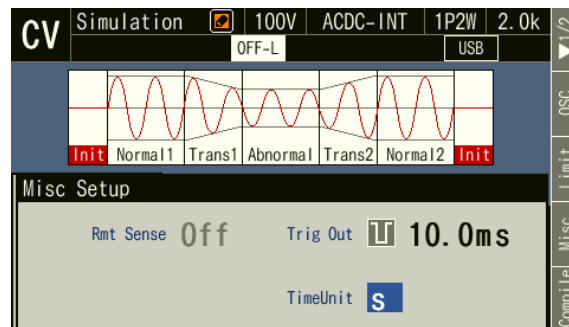 CV Simulation 100V ACDC-INT 1P2W 2.0k
OFF-L USB
Init Normal1 Trans1 Abnormal Trans2 Normal2 Init
Misc Setup
Rmt Sense Off Trig Out 10.0ms
TimeUnit s
▼1/2
OSC
Limit
Misc
Compile